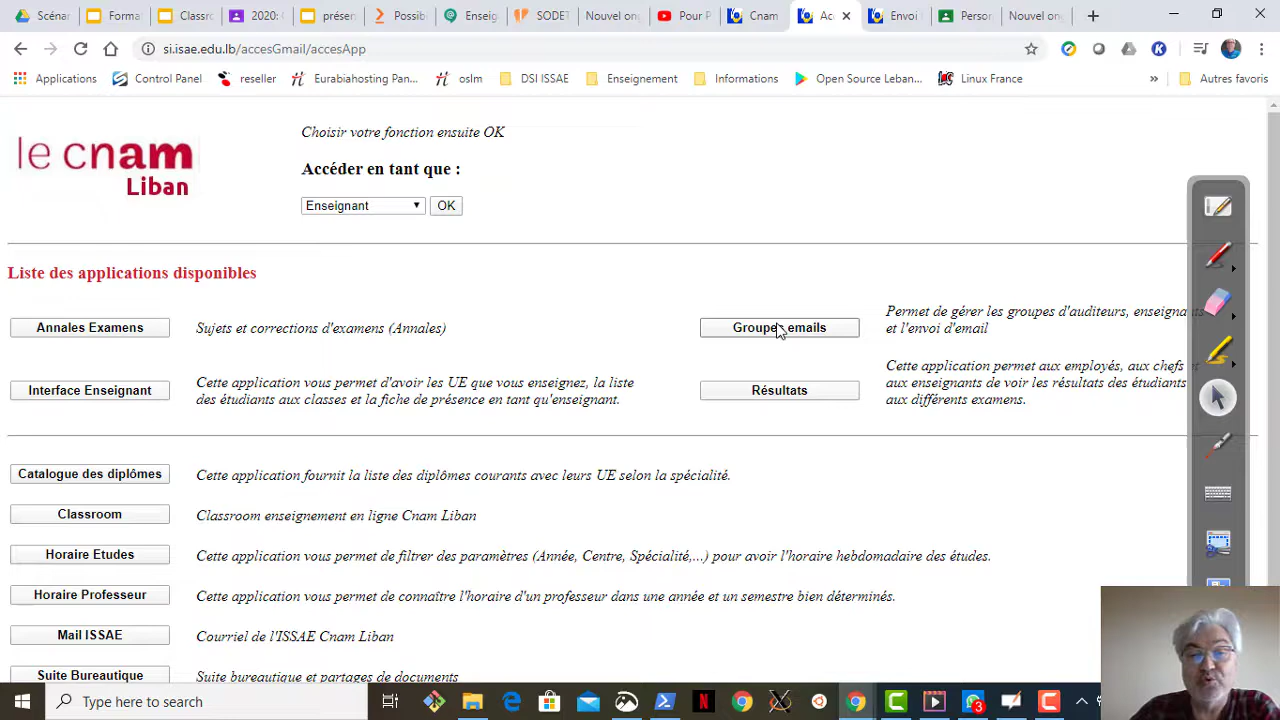 Scénar
Forma
Classro
2020:
présen
Possib
Enseig
SODET
Nouvel on
Pour P
Cnam
Acc
Envoi
Person
Nouvel on
si.isae.edu.lb/accesGmail/accesApp
Applications
Control Panel
reseller
Eurabiahosting Pan...
oslm
DSI ISSAE
Enseignement
Informations
Open Source Leban...
Linux France
»
Autres favoris
le cnam
Liban
Choisir votre fonction ensuite OK
Accéder en tant que :
Enseignant
OK
Liste des applications disponibles
Annales Examens
Sujets et corrections d'examens (Annales)
Groupes emails
Permet de gérer les groupes d'auditeurs, enseignants
et l'envoi d'email
Interface Enseignant
Cette application vous permet d'avoir les UE que vous enseignez, la liste
des étudiants aux classes et la fiche de présence en tant qu'enseignant.
Résultats
Cette application permet aux employés, aux chefs et
aux enseignants de voir les résultats des étudiants
aux différents examens.
Catalogue des diplômes
Cette application fournit la liste des diplômes courants avec leurs UE selon la spécialité.
Classroom
Classroom enseignement en ligne Cnam Liban
Horaire Etudes
Cette application vous permet de filtrer des paramètres (Année, Centre, Spécialité,...) pour avoir l'horaire hebdomadaire des études.
Horaire Professeur
Cette application vous permet de connaître l'horaire d'un professeur dans une année et un semestre bien déterminés.
Mail ISSAE
Courriel de l'ISSAE Cnam Liban
Suite Bureautique
Suite bureautique et partages de documents
Type here to search
3